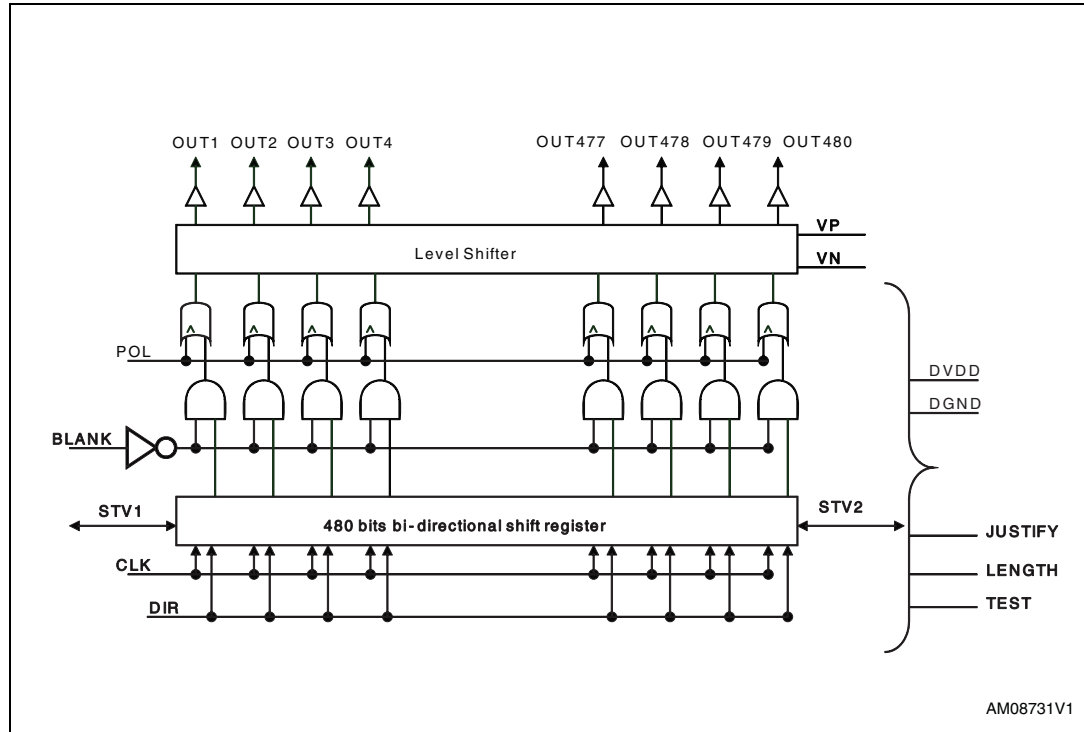 OUT1 OUT2 OUT3 OUT4 OUT477 OUT478 OUT479 OUT480
VP
Level Shifter
VN
POL
DVDD
DGND
BLANK
STV1
480 bits bi-directional shift register
STV2
JUSTIFY
CLK
LENGTH
DIR
TEST
AM08731V1